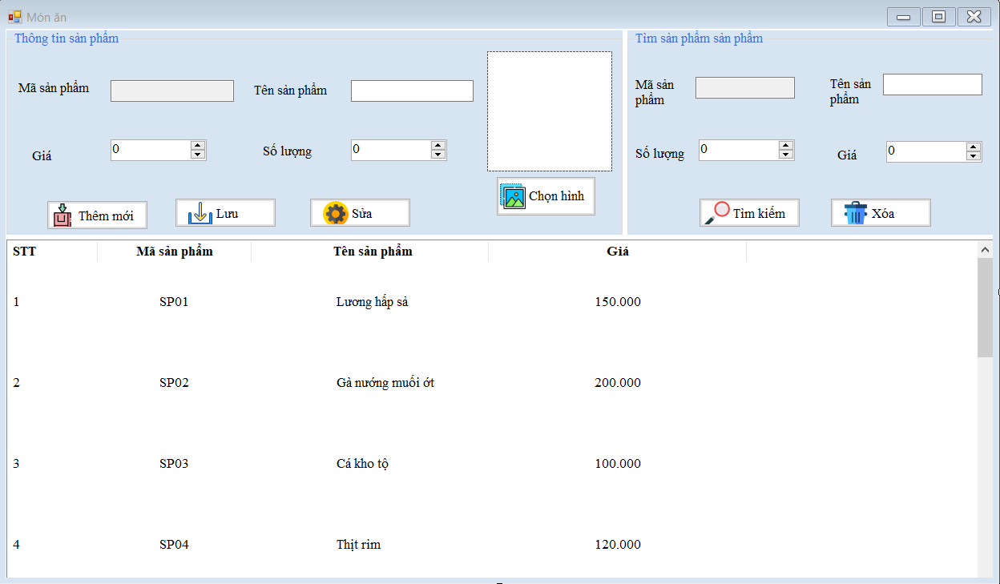 Món ăn
Thông tin sản phẩm
Mã sản phẩm
Tên sản phẩm
Giá
0
Số lượng
0
Chọn hình
Thêm mới
Lưu
Sửa
Tìm sản phẩm sản phẩm
Mã sản
phẩm
Tên sản
phẩm
Số lượng
0
Giá
0
Tìm kiếm
Xóa
STT Mã sản phẩm Tên sản phẩm Giá
1 SP01 Lương hấp sả 150.000
2 SP02 Gà nướng muối ớt 200.000
3 SP03 Cá kho tộ 100.000
4 SP04 Thịt rim 120.000